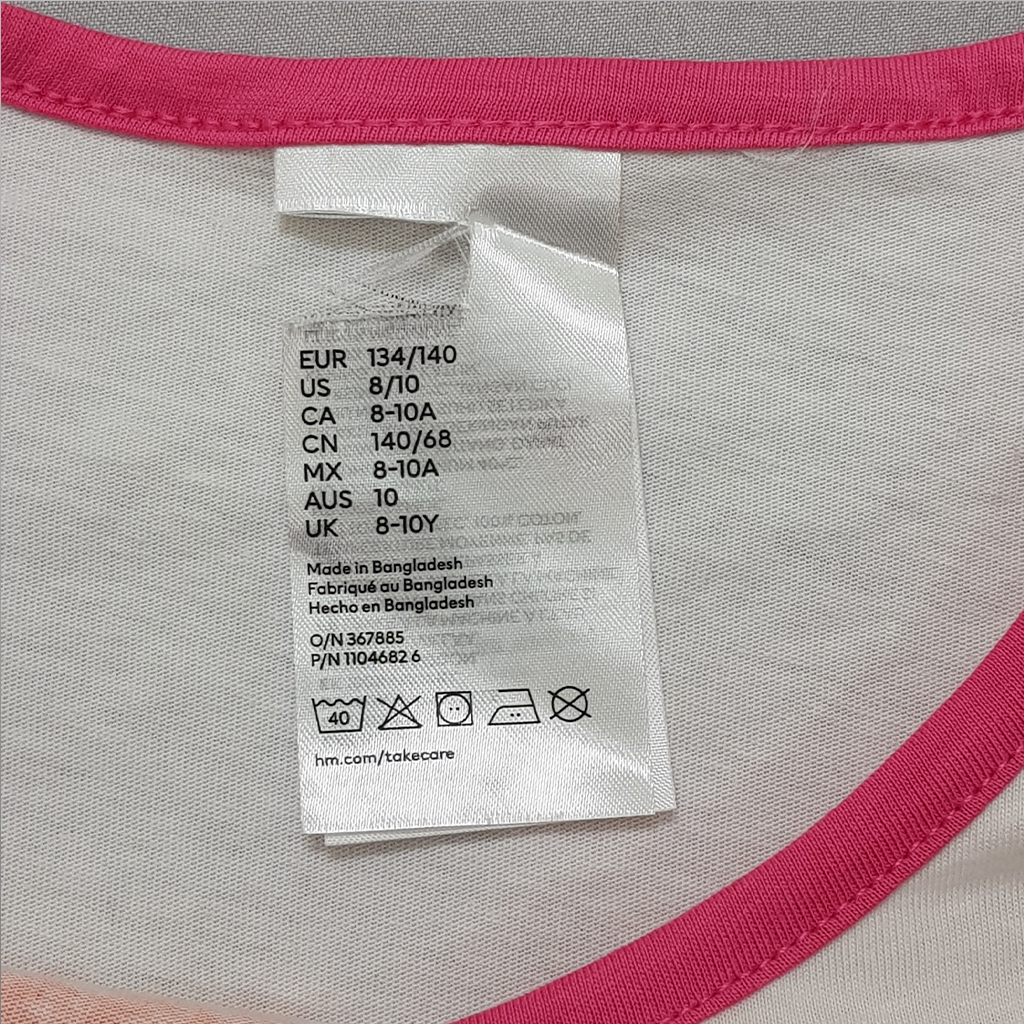 EUR 134/140
US 8/10
CA 8-10A
CN 140/68
MX 8-10A
AUS 10
UK 8-10Y
Made in Bangladesh
Fabriqué au Bangladesh
Hecho en Bangladesh
O/N 367885
P/N 1104682 6
40
hm.com/takecare